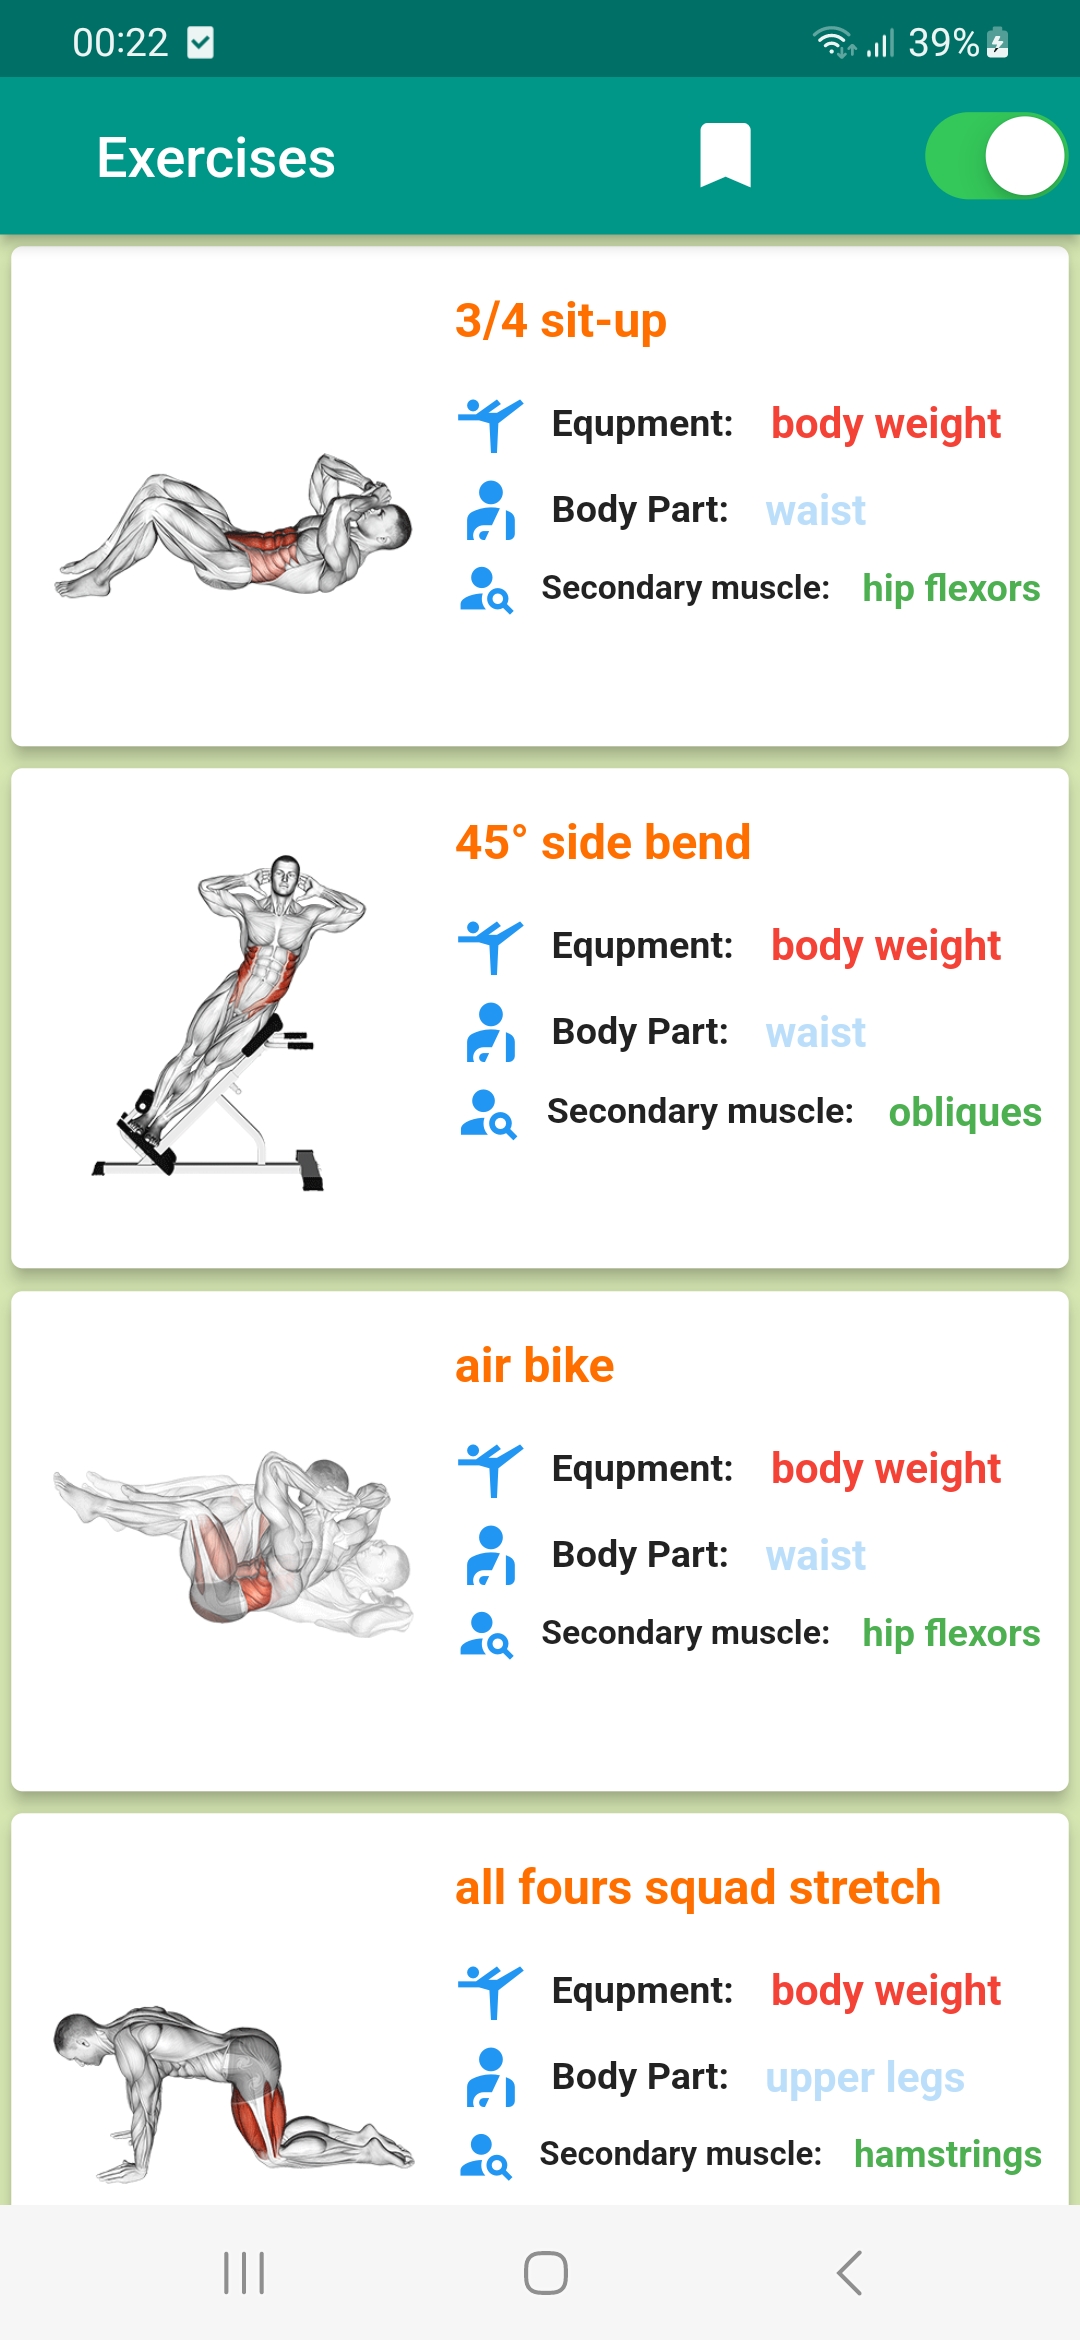 00:22 39%
Exercises
3/4 sit-up
Equpment: body weight
Body Part: waist
Secondary muscle: hip flexors
45° side bend
Equpment: body weight
Body Part: waist
Secondary muscle: obliques
air bike
Equpment: body weight
Body Part: waist
Secondary muscle: hip flexors
all fours squad stretch
Equpment: body weight
Body Part: upper legs
Secondary muscle: hamstrings